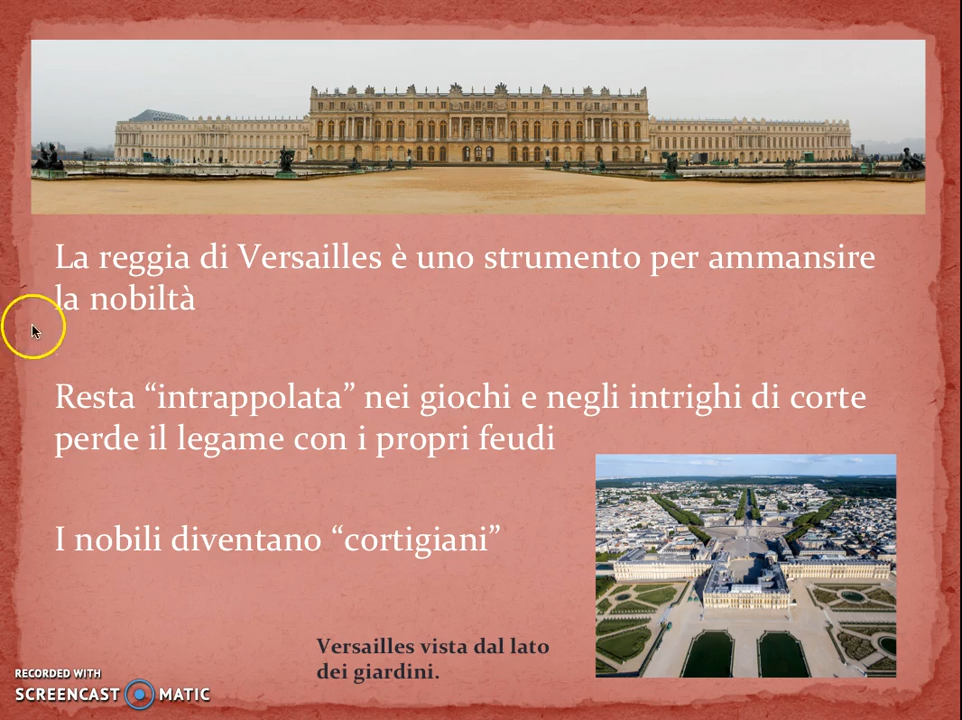 La reggia di Versailles è uno strumento per ammansire
la nobiltà
Resta “intrappolata” nei giochi e negli intrighi di corte
perde il legame con i propri feudi
I nobili diventano “cortigiani”
Versailles vista dal lato
dei giardini.
RECORDED WITH
SCREENCAST MATIC